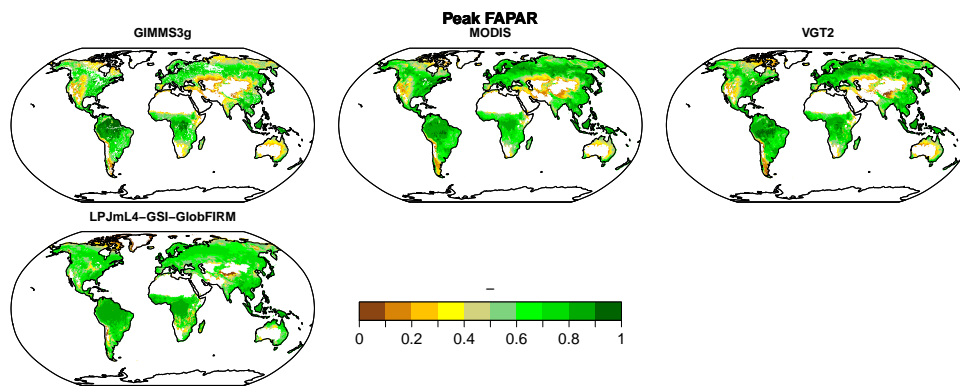 Peak FAPAR
GIMMS3g
MODIS
VGT2
LPJmL4−GSI−GlobFIRM
−
0 0.2 0.4 0.6 0.8 1